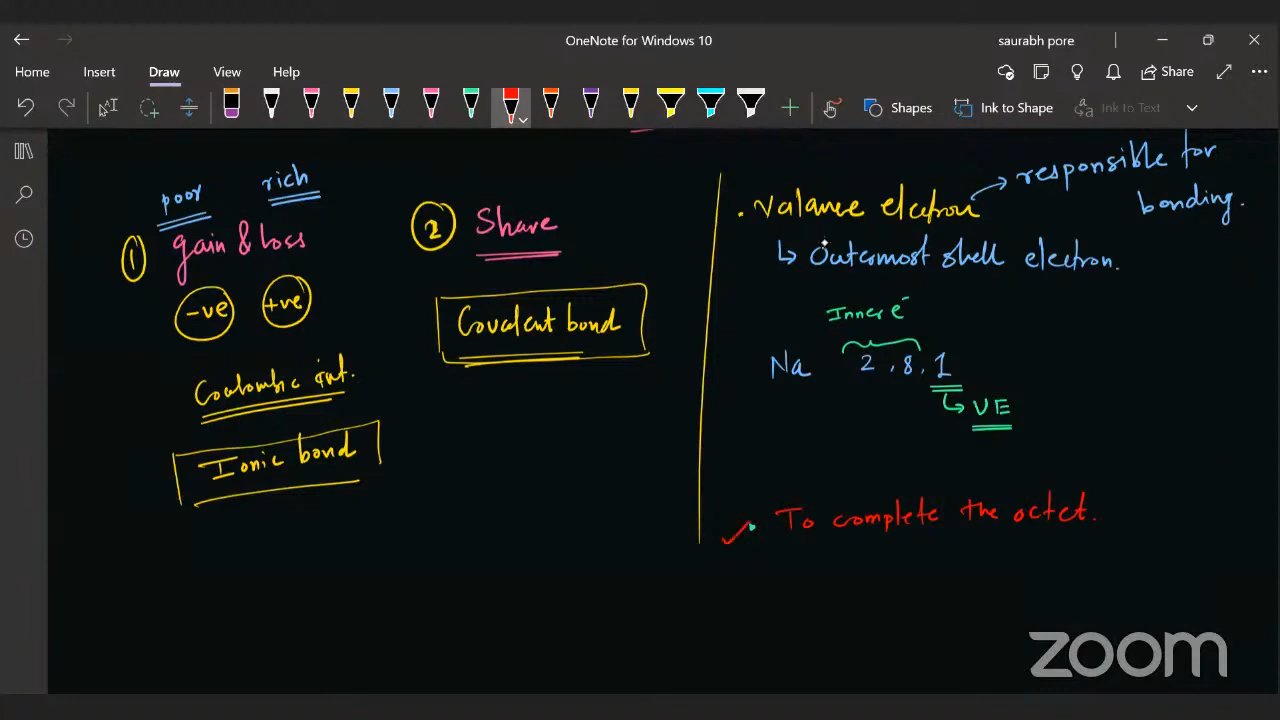 OneNote for Windows 10
saurabh pore
Home Insert Draw View Help
Share
Shapes
Ink to Shape
Ink to Text
poor rich
1 gain & loss
-ve +ve
Coulombic int.
Ionic bond
2 Share
Covalent bond
. Valance electron
responsible for
bonding.
↳ Outermost shell electron.
Inner e⁻
Na 2 , 8 , 1
↳ VE
✓ To complete the octet.
zoom